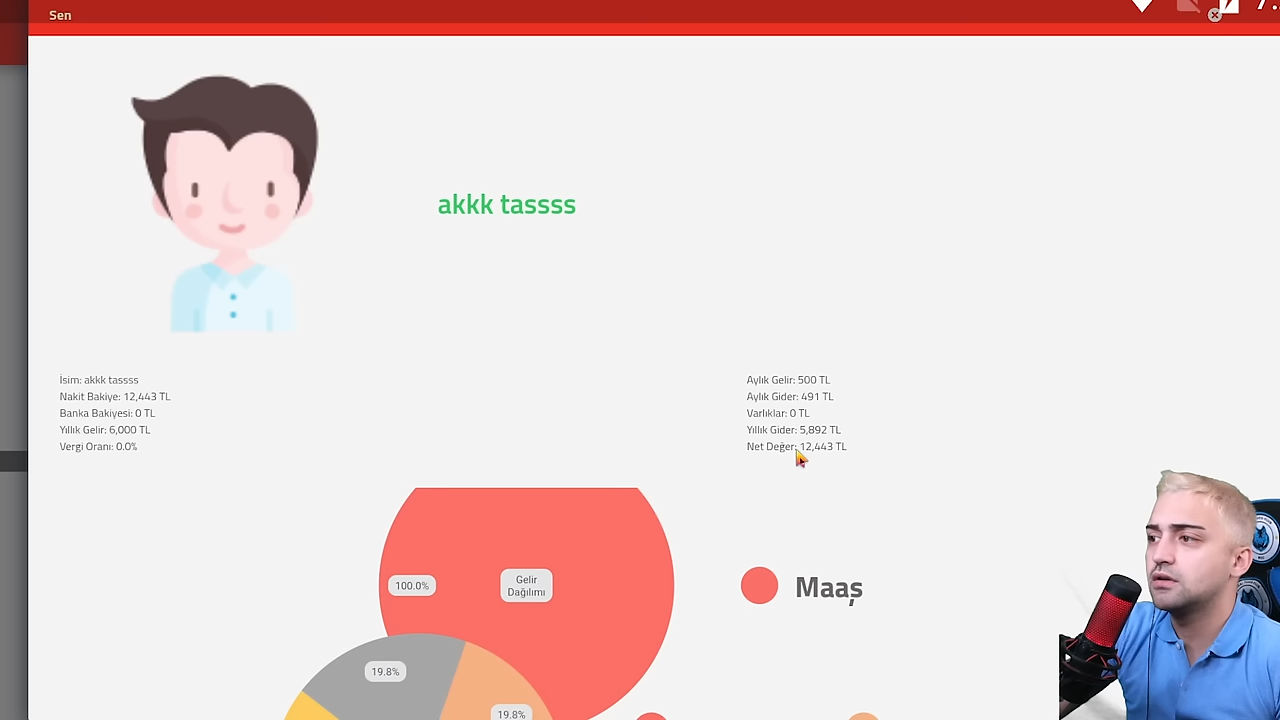 Sen
akkk tassss
İsim: akkk tassss
Nakit Bakiye: 12,443 TL
Banka Bakiyesi: 0 TL
Yıllık Gelir: 6,000 TL
Vergi Oranı: 0.0%
Aylık Gelir: 500 TL
Aylık Gider: 491 TL
Varlıklar: 0 TL
Yıllık Gider: 5,892 TL
Net Değer: 12,443 TL
100.0%
Gelir
Dağılımı
Maaş
19.8%
19.8%